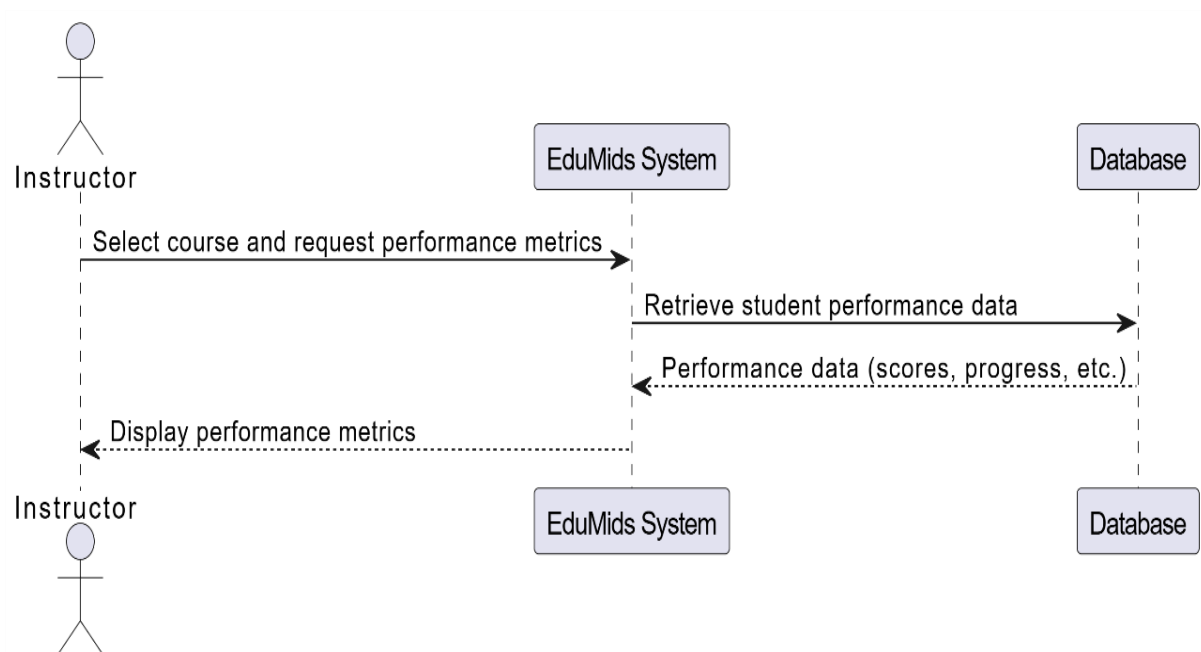 Instructor
EduMids System
Database
Select course and request performance metrics
Retrieve student performance data
Performance data (scores, progress, etc.)
Display performance metrics
Instructor
EduMids System
Database